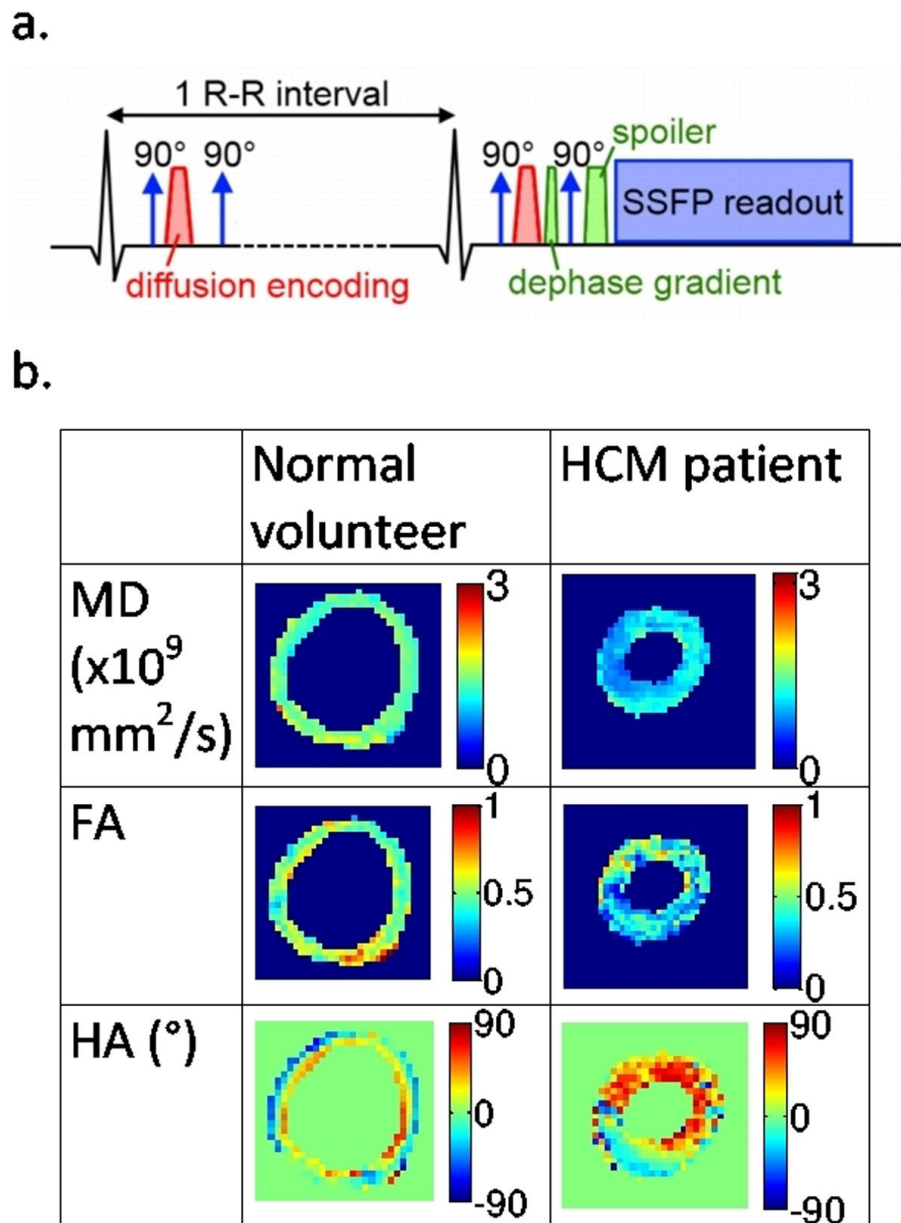 a.
1 R-R interval
90° 90° 90° 90° spoiler
SSFP readout
diffusion encoding dephase gradient
b.
Normal volunteer HCM patient
MD (x10⁹ mm²/s) 3 0 3 0
FA 1 0.5 0 1 0.5 0
HA (°) 90 0 -90 90 0 -90